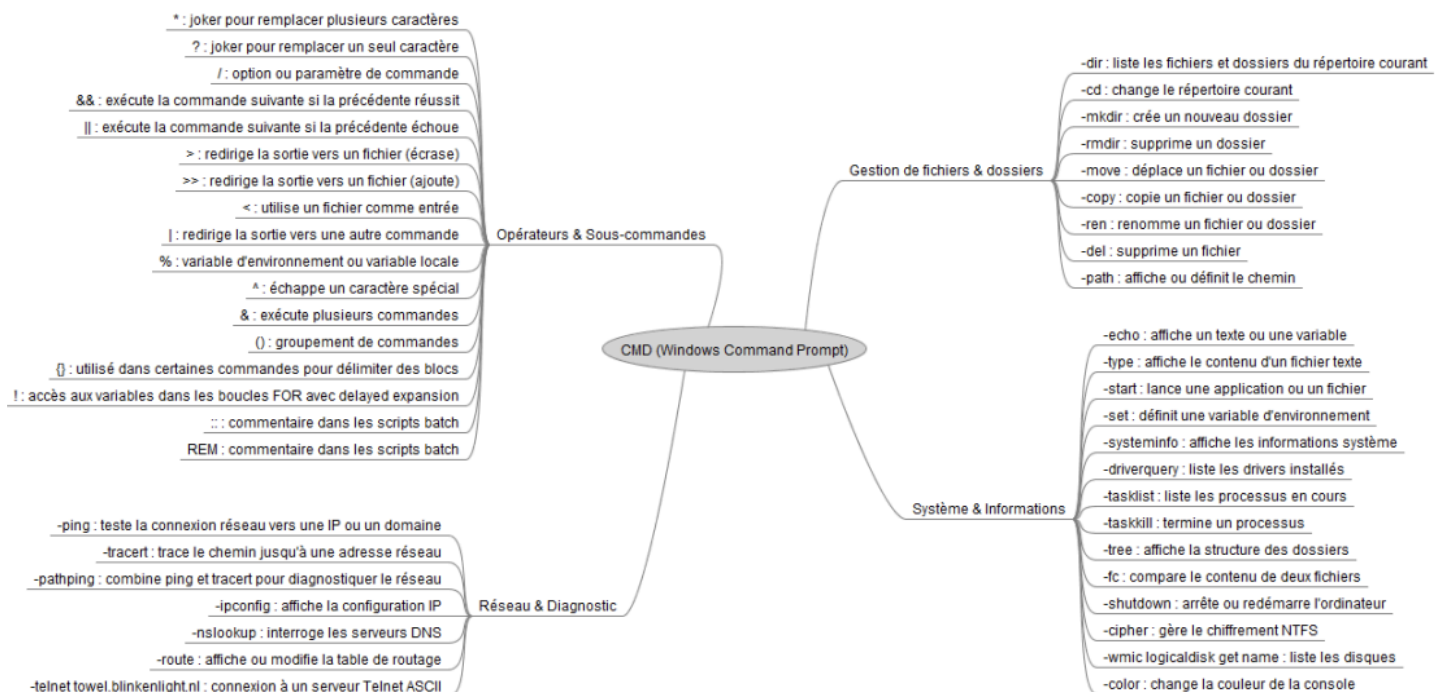 * : joker pour remplacer plusieurs caractères
? : joker pour remplacer un seul caractère
/ : option ou paramètre de commande
&& : exécute la commande suivante si la précédente réussit
|| : exécute la commande suivante si la précédente échoue
> : redirige la sortie vers un fichier (écrase)
>> : redirige la sortie vers un fichier (ajoute)
< : utilise un fichier comme entrée
| : redirige la sortie vers une autre commande
% : variable d'environnement ou variable locale
^ : échappe un caractère spécial
& : exécute plusieurs commandes
() : groupement de commandes
{} : utilisé dans certaines commandes pour délimiter des blocs
! : accès aux variables dans les boucles FOR avec delayed expansion
:: : commentaire dans les scripts batch
REM : commentaire dans les scripts batch
Opérateurs & Sous-commandes
-ping : teste la connexion réseau vers une IP ou un domaine
-tracert : trace le chemin jusqu'à une adresse réseau
-pathping : combine ping et tracert pour diagnostiquer le réseau
-ipconfig : affiche la configuration IP
-nslookup : interroge les serveurs DNS
-route : affiche ou modifie la table de routage
-telnet towel.blinkenlight.nl : connexion à un serveur Telnet ASCII
Réseau & Diagnostic
CMD (Windows Command Prompt)
Gestion de fichiers & dossiers
-dir : liste les fichiers et dossiers du répertoire courant
-cd : change le répertoire courant
-mkdir : crée un nouveau dossier
-rmdir : supprime un dossier
-move : déplace un fichier ou dossier
-copy : copie un fichier ou dossier
-ren : renomme un fichier ou dossier
-del : supprime un fichier
-path : affiche ou définit le chemin
Système & Informations
-echo : affiche un texte ou une variable
-type : affiche le contenu d'un fichier texte
-start : lance une application ou un fichier
-set : définit une variable d'environnement
-systeminfo : affiche les informations système
-driverquery : liste les drivers installés
-tasklist : liste les processus en cours
-taskkill : termine un processus
-tree : affiche la structure des dossiers
-fc : compare le contenu de deux fichiers
-shutdown : arrête ou redémarre l'ordinateur
-cipher : gère le chiffrement NTFS
-wmic logicaldisk get name : liste les disques
-color : change la couleur de la console